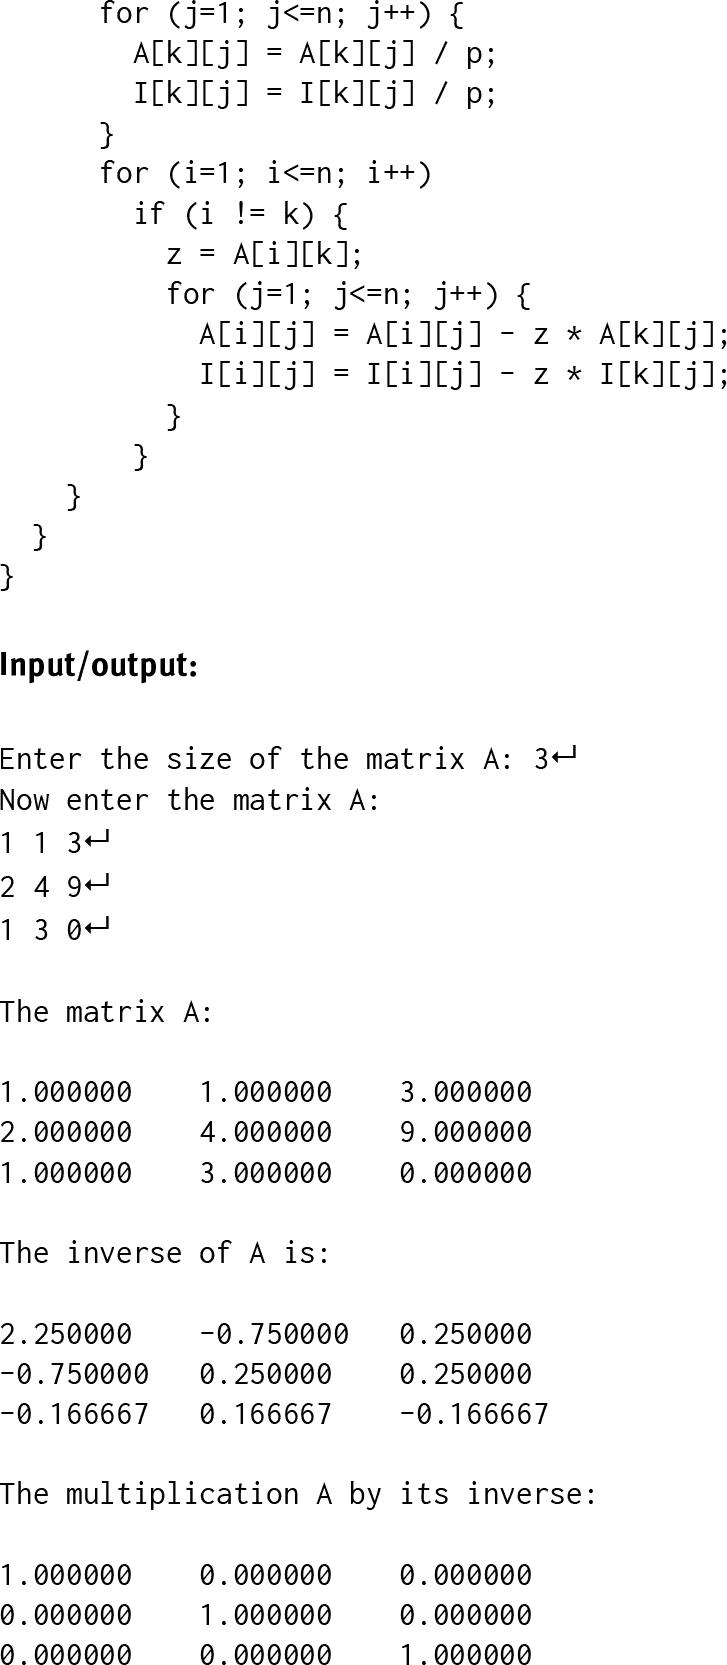 for (j=1; j<=n; j++) {
        A[k][j] = A[k][j] / p;
        I[k][j] = I[k][j] / p;
      }
      for (i=1; i<=n; i++)
        if (i != k) {
          z = A[i][k];
          for (j=1; j<=n; j++) {
            A[i][j] = A[i][j] - z * A[k][j];
            I[i][j] = I[i][j] - z * I[k][j];
          }
        }
    }
  }
}
Input/output:
Enter the size of the matrix A: 3↵
Now enter the matrix A:
1 1 3↵
2 4 9↵
1 3 0↵
The matrix A:
1.000000    1.000000    3.000000
2.000000    4.000000    9.000000
1.000000    3.000000    0.000000
The inverse of A is:
2.250000    -0.750000   0.250000
-0.750000   0.250000    0.250000
-0.166667   0.166667    -0.166667
The multiplication A by its inverse:
1.000000    0.000000    0.000000
0.000000    1.000000    0.000000
0.000000    0.000000    1.000000